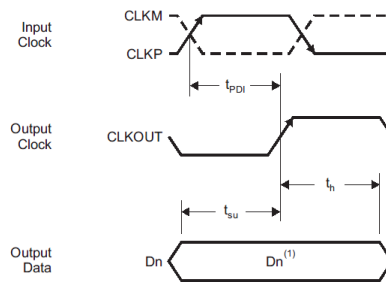 Input
Clock
CLKM
CLKP
tPDI
Output
Clock
CLKOUT
th
tsu
Output
Data
Dn
Dn(1)